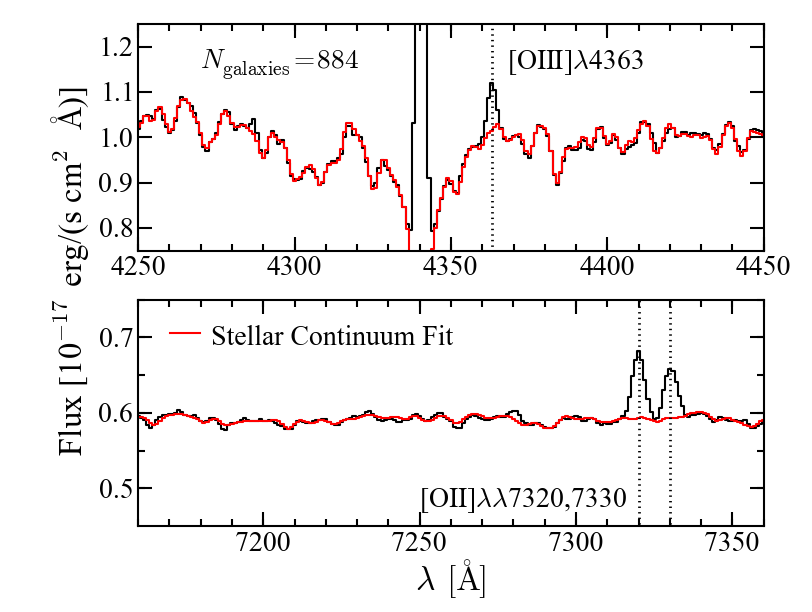 1.2
1.1
1.0
0.9
0.8
N_galaxies=884
[OIII]λ4363
4250 4300 4350 4400 4450
Flux [10^−17 erg/(s cm^2 Å)]
0.7
0.6
0.5
Stellar Continuum Fit
[OII]λλ7320,7330
7200 7250 7300 7350
λ [Å]